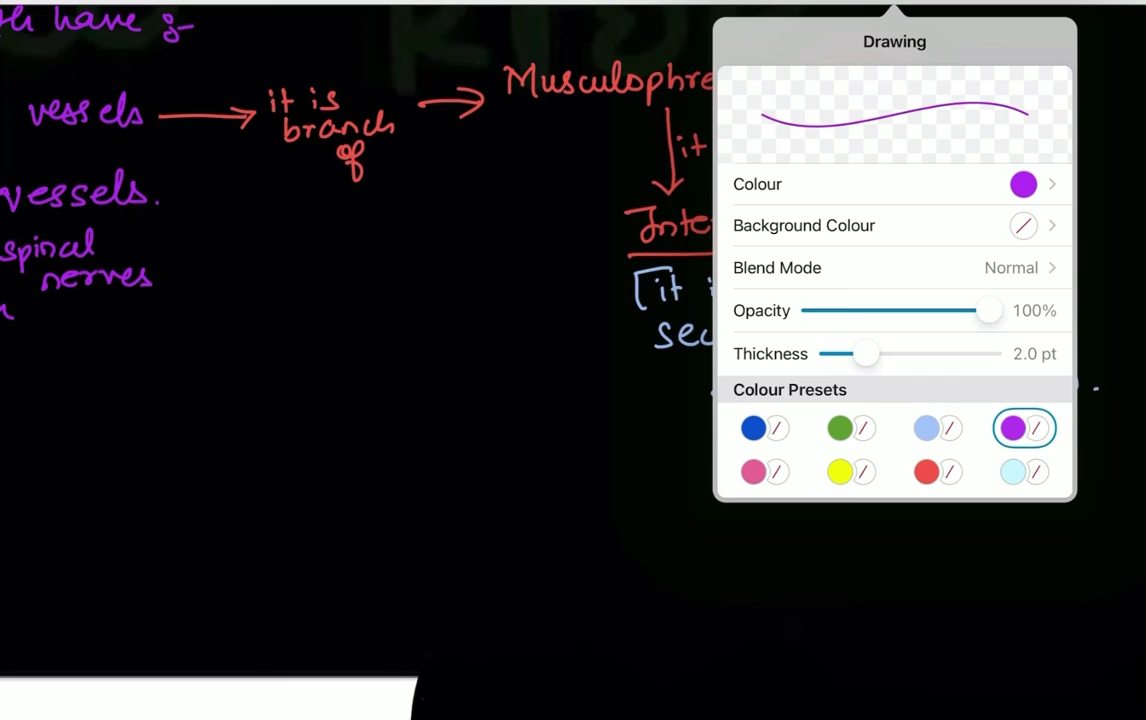 th have :-
vessels → it is
branch
of
→ Musculophre
it
vessels.
Inte
spinal
nerves
[it i
sec
Drawing
Colour
Background Colour
Blend Mode Normal
Opacity 100%
Thickness 2.0 pt
Colour Presets